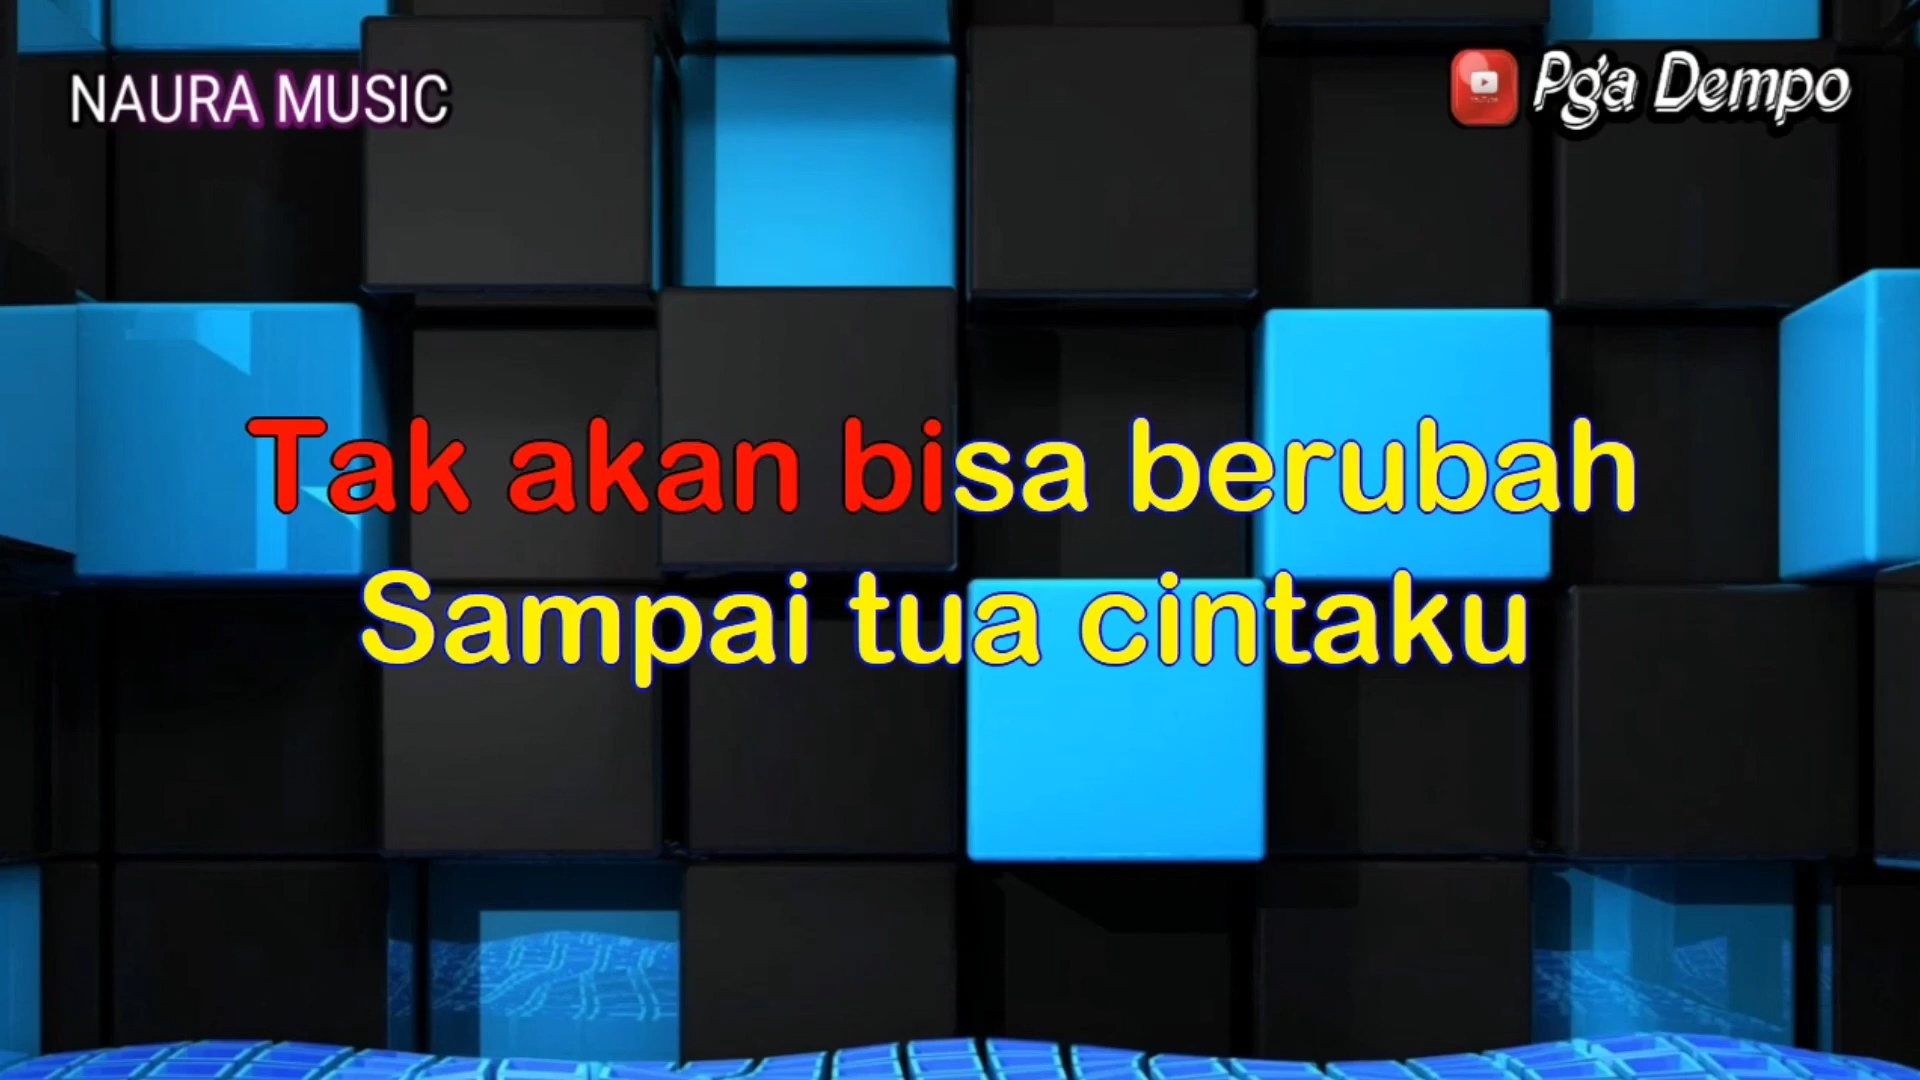 NAURA MUSIC
Pga Dempo
Tak akan bisa berubah
Sampai tua cintaku